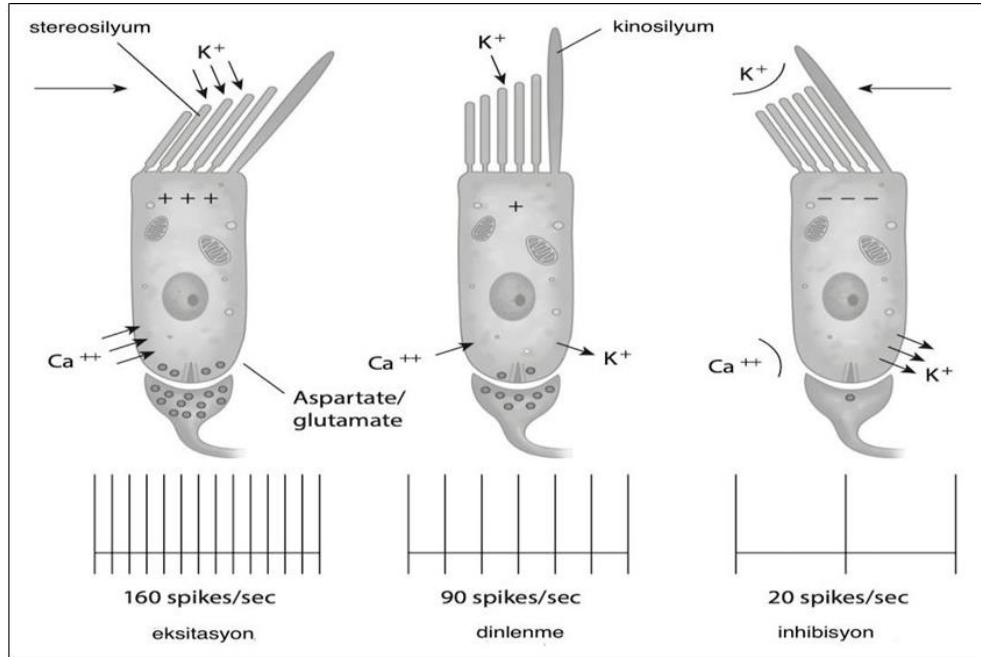 stereosilyum
K+
kinosilyum
K+
K+
+ + +
+
− − −
Ca++
Ca++
K+
Ca++
K+
Aspartate/
glutamate
160 spikes/sec
90 spikes/sec
20 spikes/sec
eksitasyon
dinlenme
inhibisyon